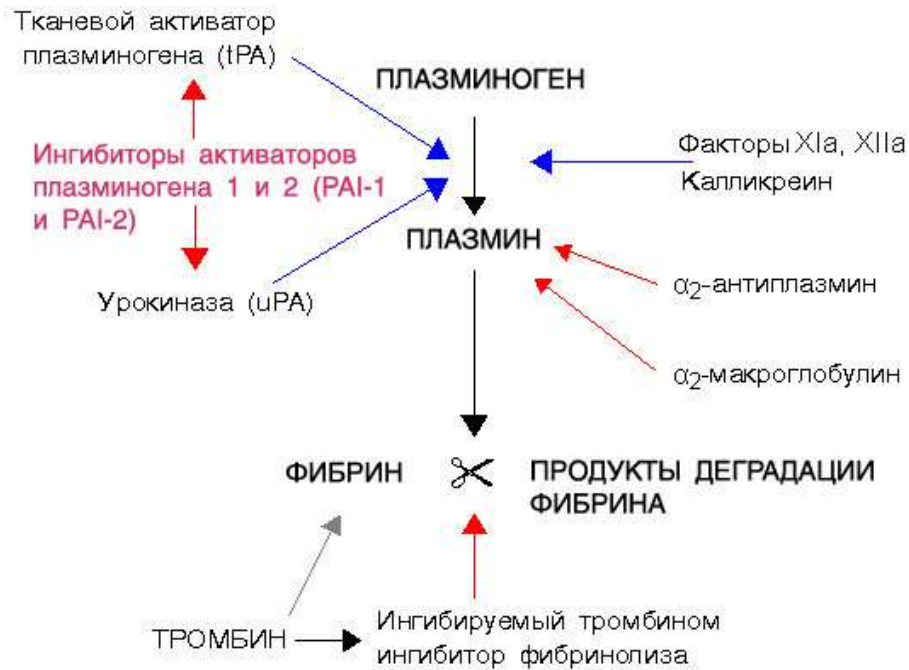 Тканевой активатор
плазминогена (tPA)
ПЛАЗМИНОГЕН
Ингибиторы активаторов
плазминогена 1 и 2 (PAI-1
и PAI-2)
Факторы XIa, XIIa
Калликреин
ПЛАЗМИН
Урокиназа (uPA)
α2-антиплазмин
α2-макроглобулин
ФИБРИН
ПРОДУКТЫ ДЕГРАДАЦИИ
ФИБРИНА
ТРОМБИН
Ингибируемый тромбином
ингибитор фибринолиза